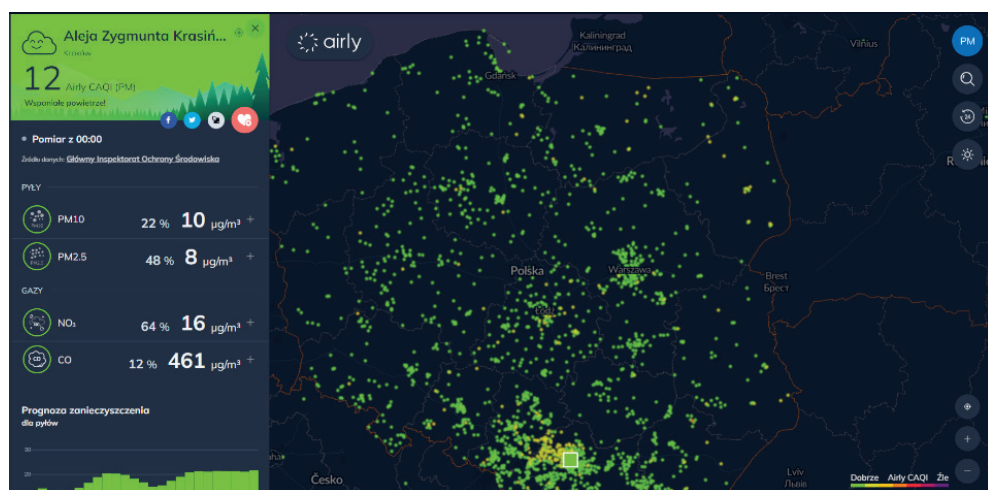 Aleja Zygmunta Krasiń...
Kraków
12 Airly CAQI (PM)
Wspaniałe powietrze!
Pomiar z 00:00
Źródło danych: Główny Inspektorat Ochrony Środowiska
PYŁY
PM10 22 % 10 µg/m³ +
PM2.5 48 % 8 µg/m³ +
GAZY
NO₂ 64 % 16 µg/m³ +
CO 12 % 461 µg/m³ +
Prognoza zanieczyszczenia
dla pyłów
30
20
airly
Kaliningrad
Калининград
Vilnius
Gdańsk
Polska
Warszawa
Łódź
Brest
Брест
Česko
Lviv
Львів
PM
24
Dobrze Airly CAQI Źle